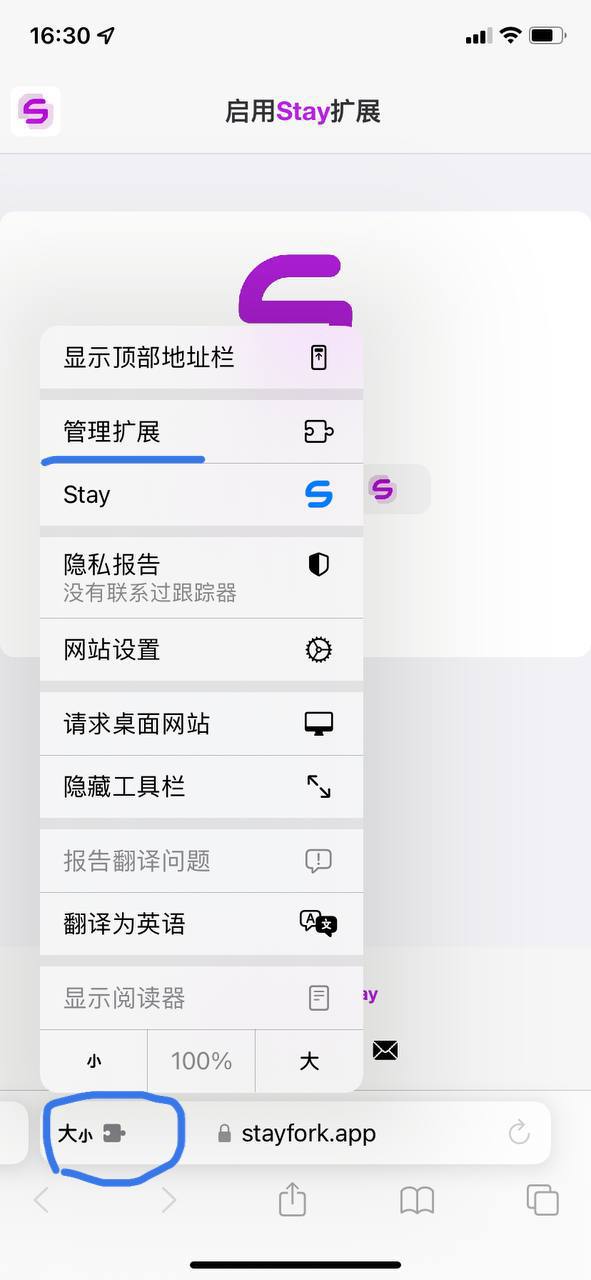 16:30
启用Stay扩展
显示顶部地址栏
管理扩展
Stay
隐私报告
没有联系过跟踪器
网站设置
请求桌面网站
隐藏工具栏
报告翻译问题
翻译为英语
显示阅读器
ay
小 100% 大
大小 stayfork.app